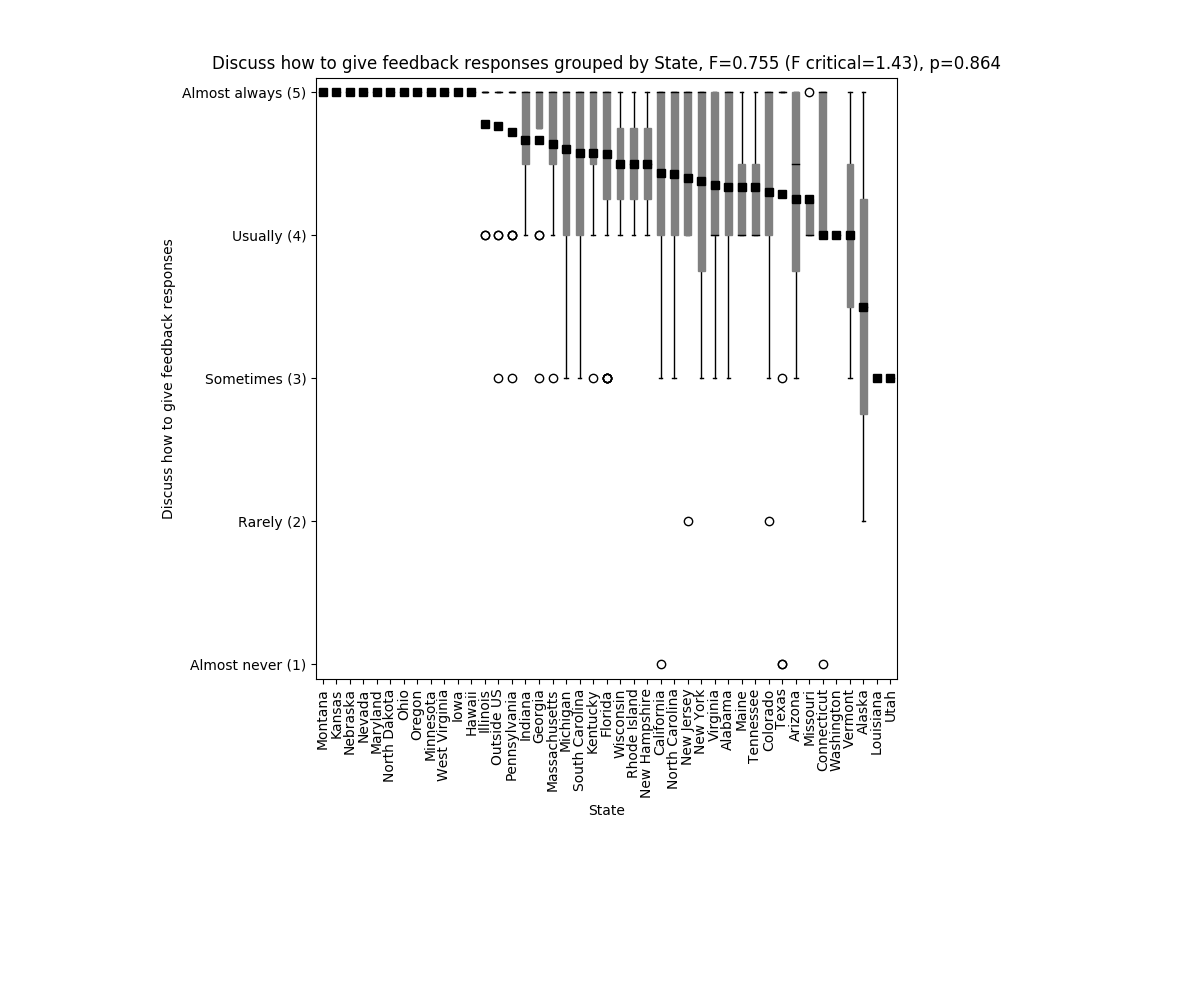 Discuss how to give feedback responses grouped by State, F=0.755 (F critical=1.43), p=0.864
Discuss how to give feedback responses
Almost always (5)
Usually (4)
Sometimes (3)
Rarely (2)
Almost never (1)
Montana
Kansas
Nebraska
Nevada
Maryland
North Dakota
Ohio
Oregon
Minnesota
West Virginia
Iowa
Hawaii
Illinois
Outside US
Pennsylvania
Indiana
Georgia
Massachusetts
Michigan
South Carolina
Kentucky
Florida
Wisconsin
Rhode Island
New Hampshire
California
North Carolina
New Jersey
New York
Virginia
Alabama
Maine
Tennessee
Colorado
Texas
Arizona
Missouri
Connecticut
Washington
Vermont
Alaska
Louisiana
Utah
State